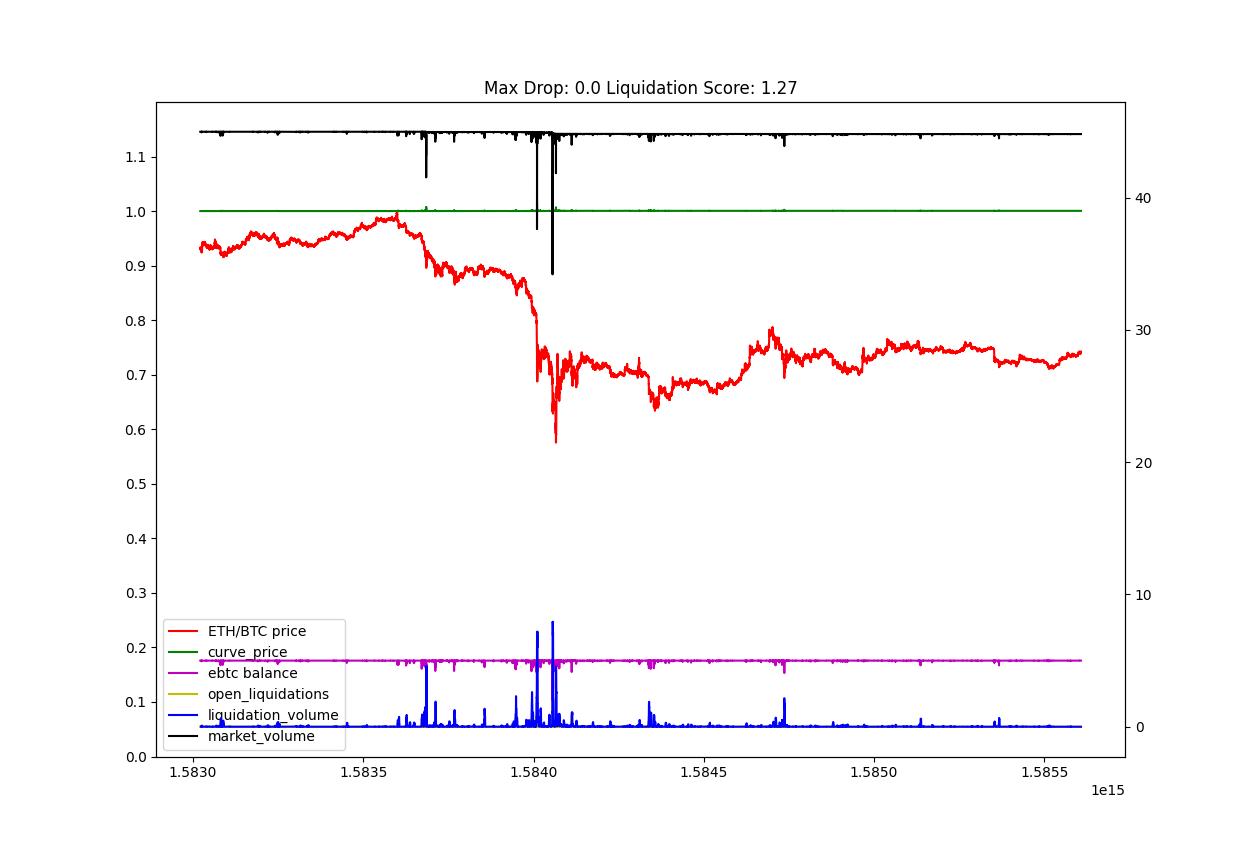 Max Drop: 0.0 Liquidation Score: 1.27
1.1
1.0
0.9
0.8
0.7
0.6
0.5
0.4
0.3
0.2
0.1
0.0
40
30
20
10
0
ETH/BTC price
curve_price
ebtc balance
open_liquidations
liquidation_volume
market_volume
1.5830 1.5835 1.5840 1.5845 1.5850 1.5855
1e15